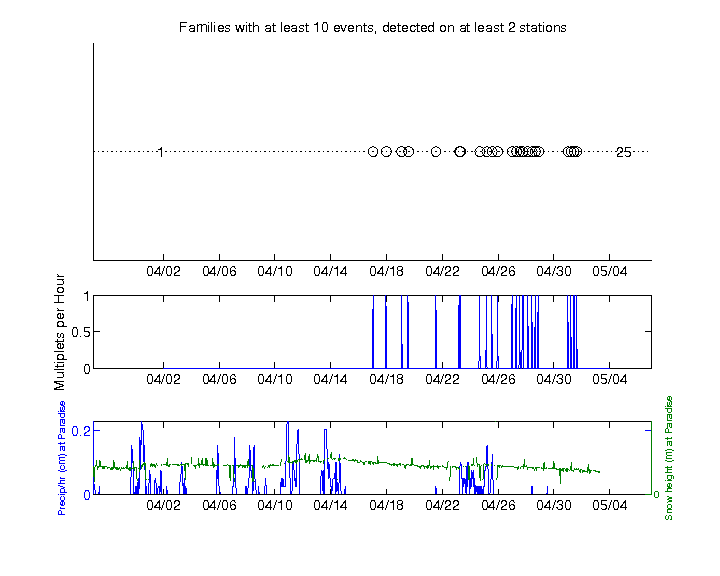 Families with at least 10 events, detected on at least 2 stations
1 25
04/02 04/06 04/10 04/14 04/18 04/22 04/26 04/30 05/04
Multiplets per Hour
1
0.5
0
04/02 04/06 04/10 04/14 04/18 04/22 04/26 04/30 05/04
Precip/hr (cm) at Paradise
0.2
0
Snow height (m) at Paradise
0
04/02 04/06 04/10 04/14 04/18 04/22 04/26 04/30 05/04